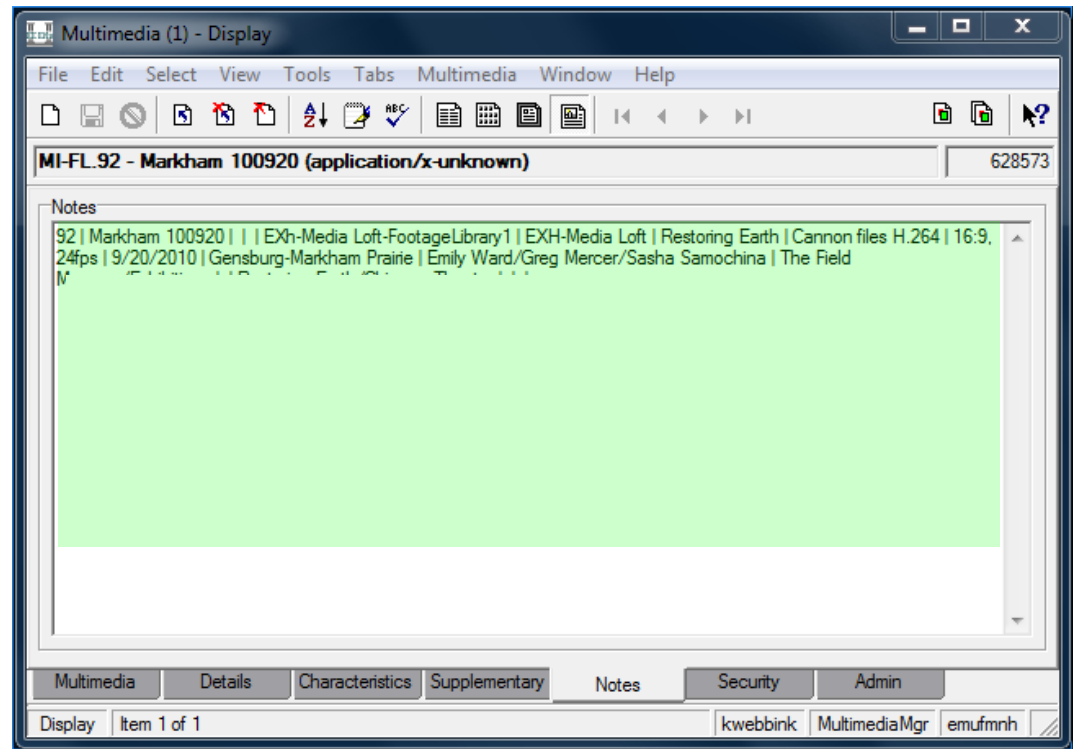 Multimedia (1) - Display
File Edit Select View Tools Tabs Multimedia Window Help
MI-FL.92 - Markham 100920 (application/x-unknown) 628573
Notes
92 | Markham 100920 | | | EXh-Media Loft-FootageLibrary1 | EXH-Media Loft | Restoring Earth | Cannon files H.264 | 16:9,
24fps | 9/20/2010 | Gensburg-Markham Prairie | Emily Ward/Greg Mercer/Sasha Samochina | The Field
Multimedia Details Characteristics Supplementary Notes Security Admin
Display Item 1 of 1 kwebbink MultimediaMgr emufmnh